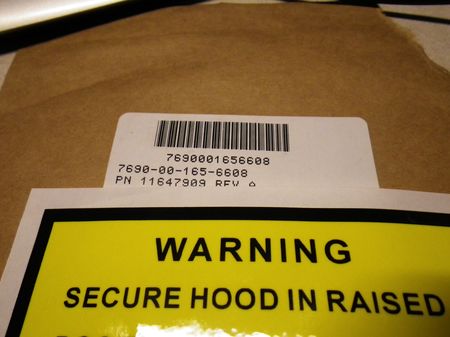 7690001656608
7690-00-165-6608
PN 11647909 REV A
WARNING
SECURE HOOD IN RAISED